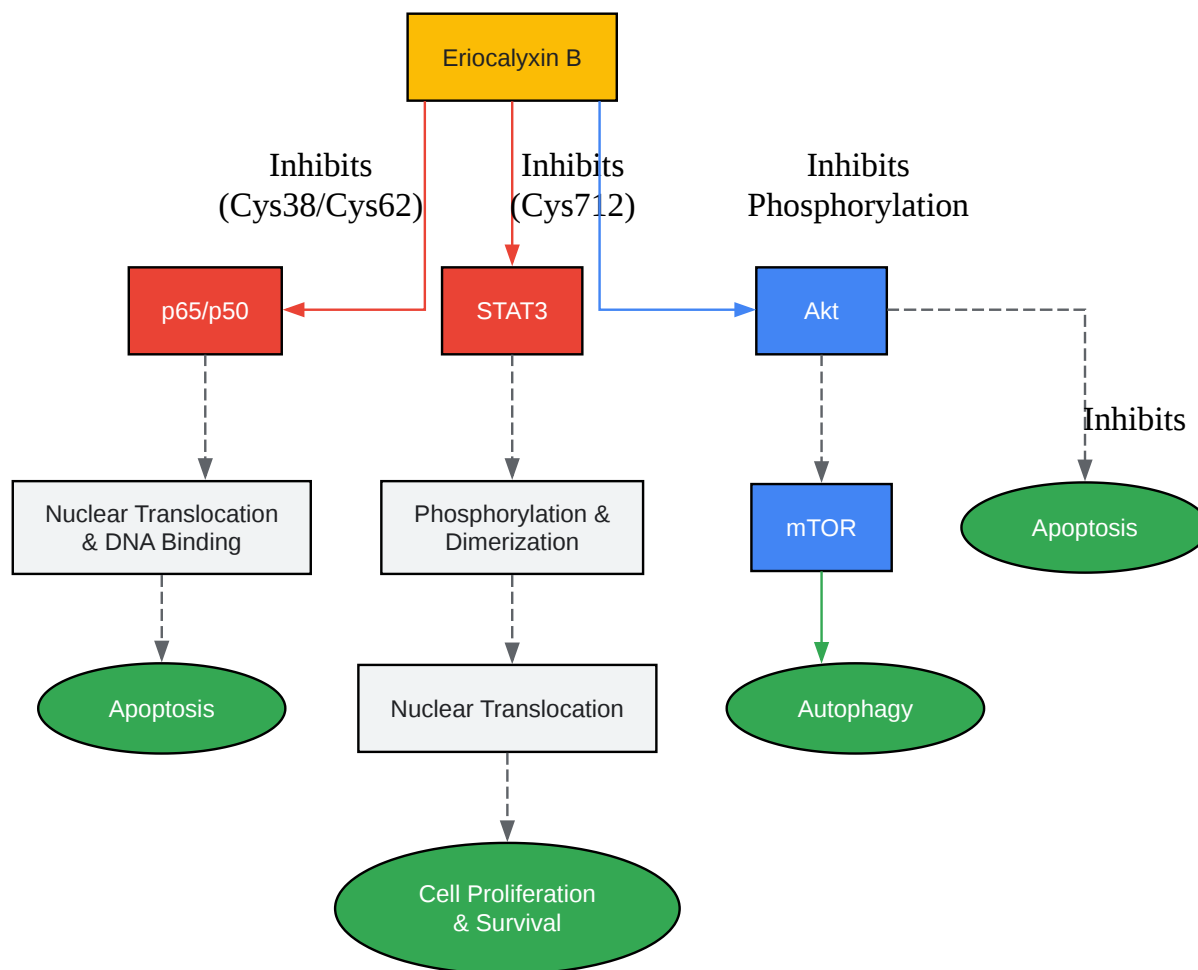 Eriocalyxin B
Inhibits
(Cys38/Cys62)
Inhibits
(Cys712)
Inhibits
Phosphorylation
p65/p50
STAT3
Akt
Inhibits
Nuclear Translocation
& DNA Binding
Phosphorylation &
Dimerization
mTOR
Apoptosis
Apoptosis
Nuclear Translocation
Autophagy
Cell Proliferation
& Survival